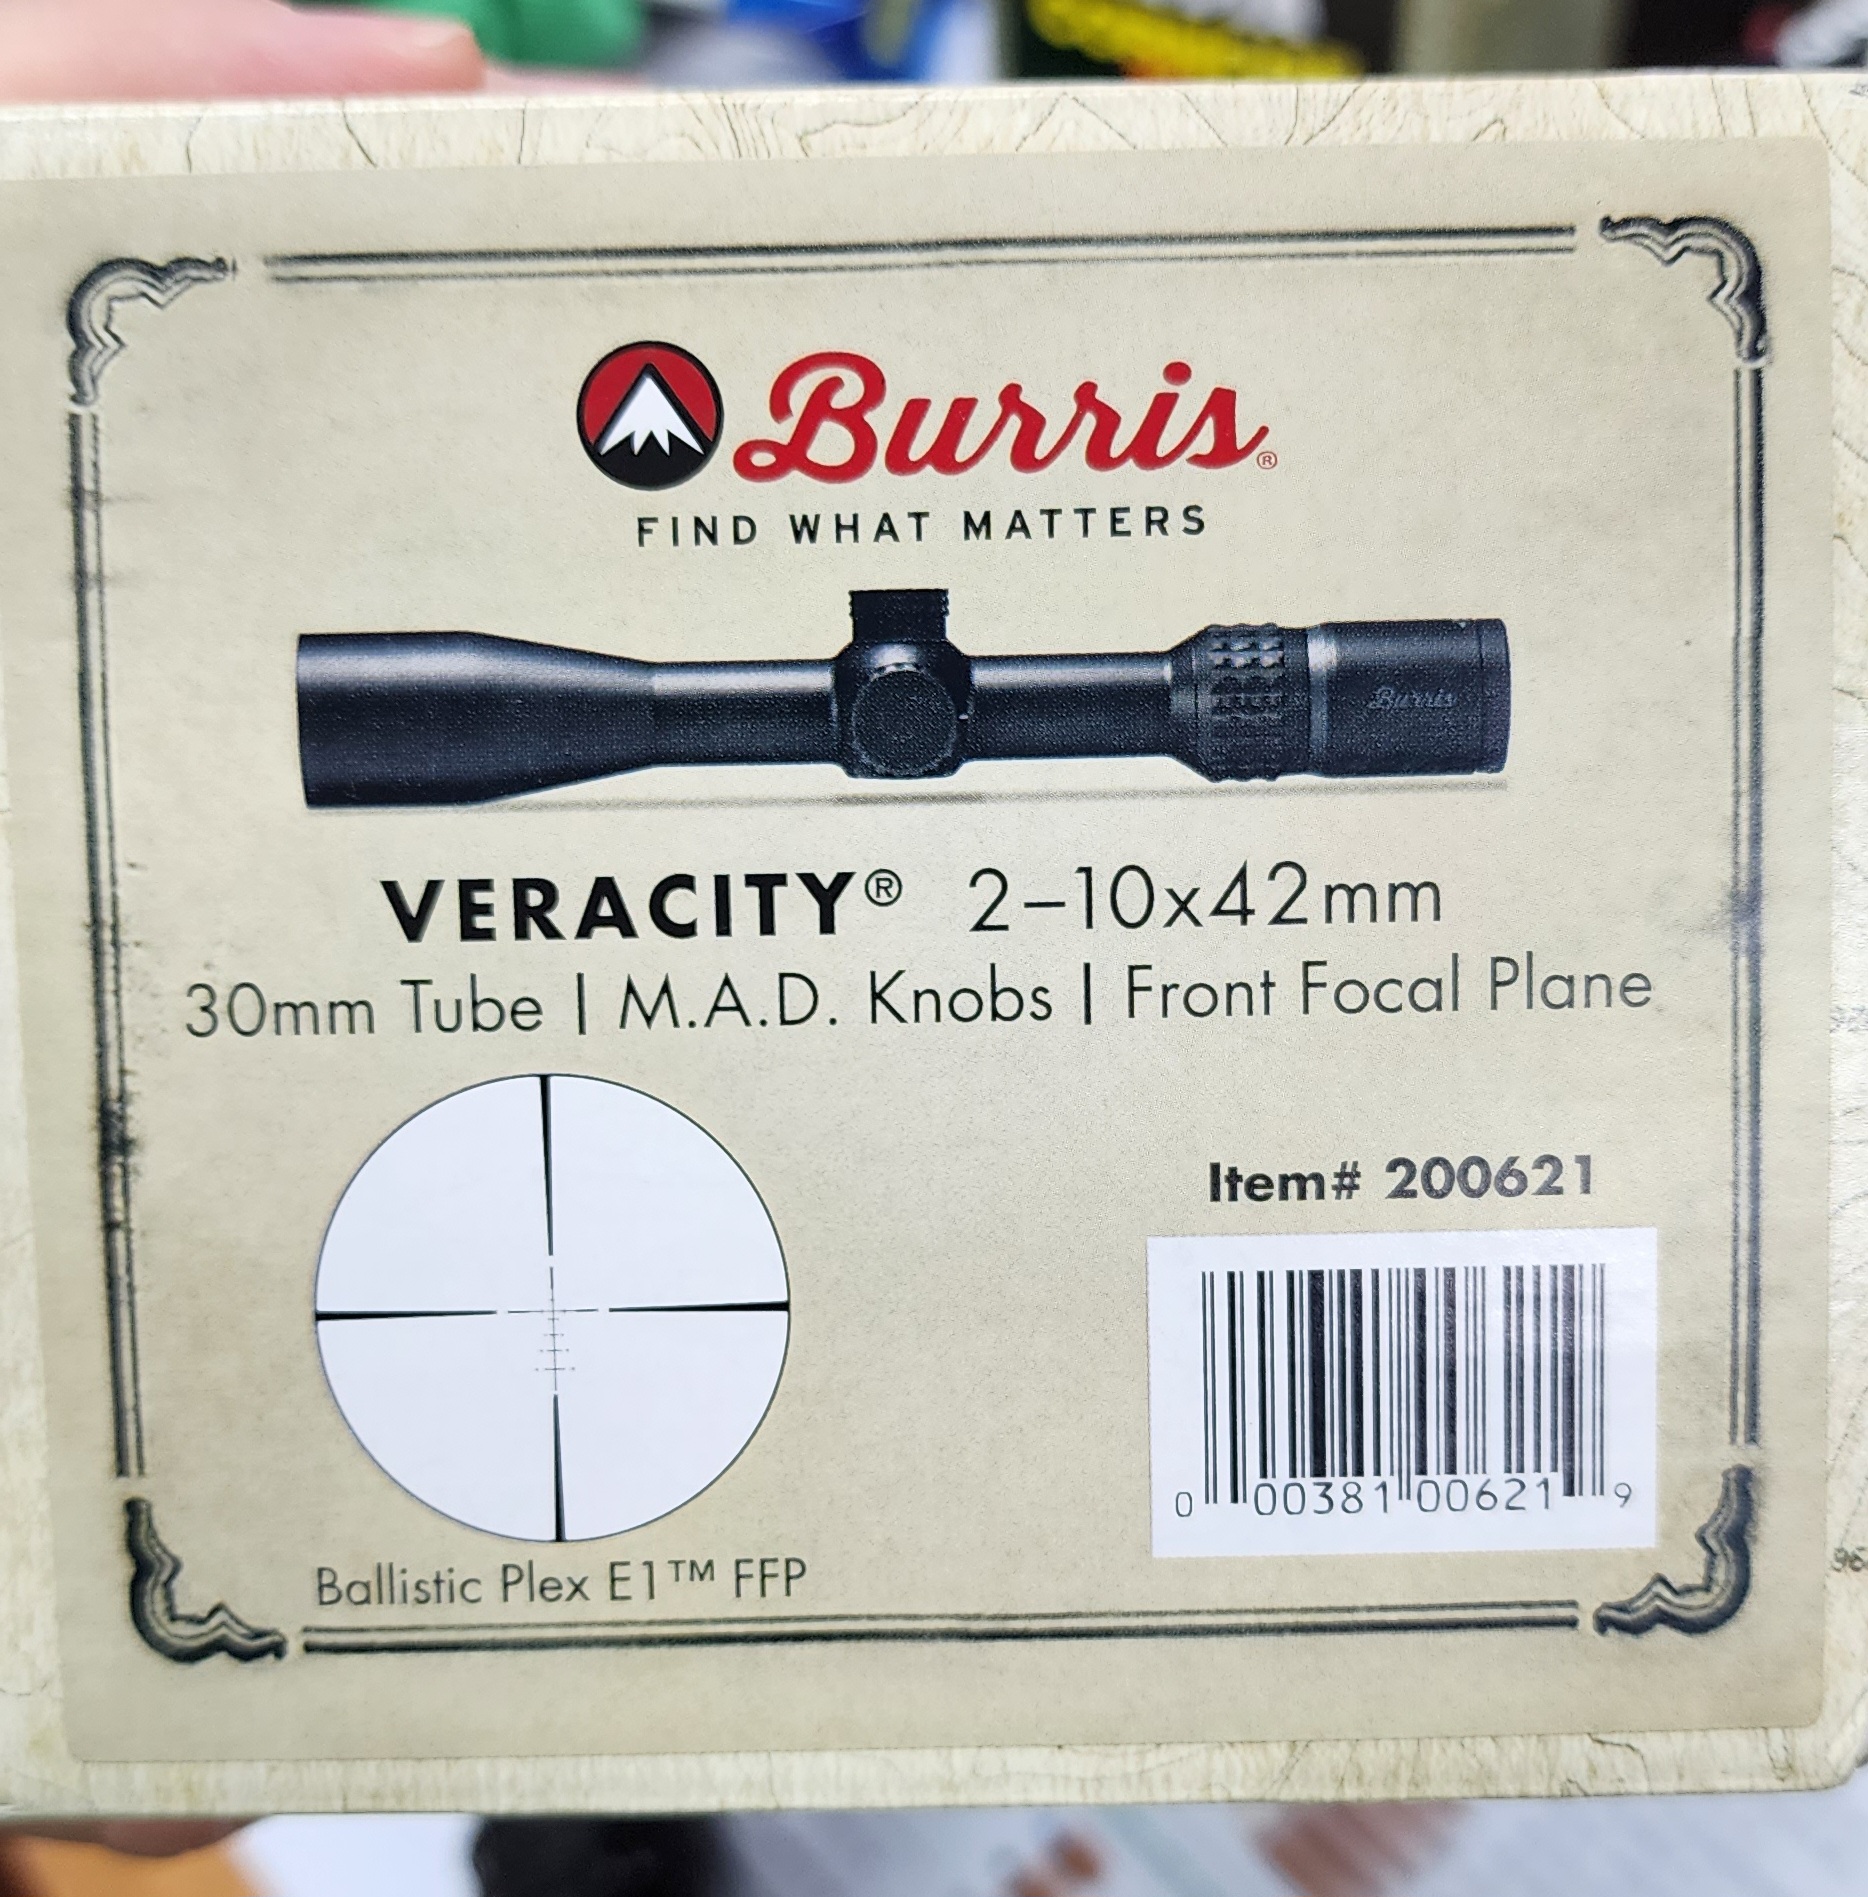 Burris®
FIND WHAT MATTERS
Burris
VERACITY® 2–10x42mm
30mm Tube | M.A.D. Knobs | Front Focal Plane
Item# 200621
0 00381 00621 9
Ballistic Plex E1™ FFP